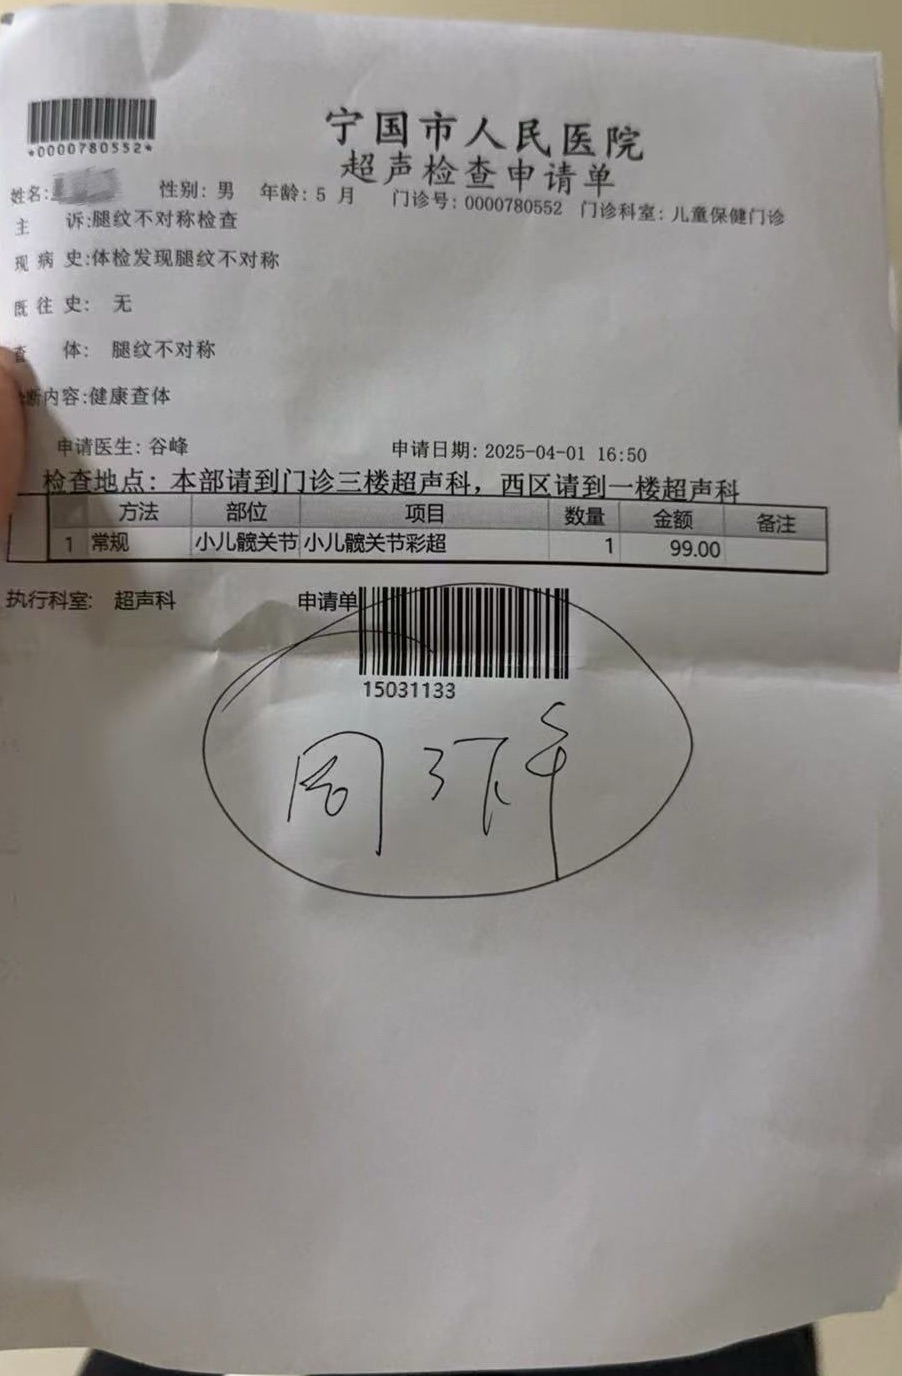 *0000780552*
宁国市人民医院
超声检查申请单
姓名: 性别: 男 年龄: 5 月 门诊号: 0000780552 门诊科室: 儿童保健门诊
主 诉:腿纹不对称检查
现 病 史:体检发现腿纹不对称
既 往 史: 无
查 体: 腿纹不对称
断内容:健康查体
申请医生: 谷峰 申请日期: 2025-04-01 16:50
检查地点: 本部请到门诊三楼超声科, 西区请到一楼超声科
方法 部位 项目 数量 金额 备注
1 常规 小儿髋关节 小儿髋关节彩超 1 99.00
执行科室: 超声科 申请单
15031133
周